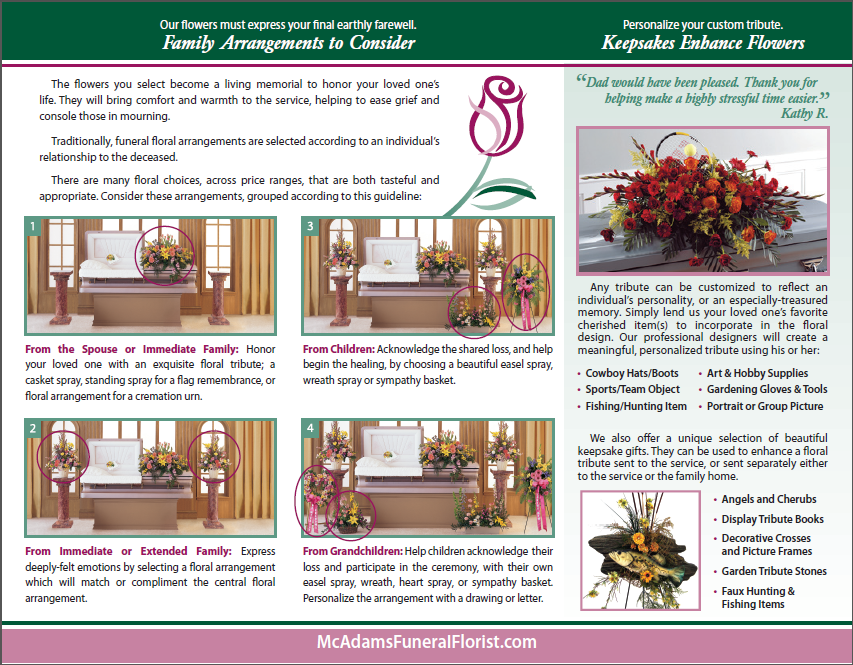 Our flowers must express your final earthly farewell.
Family Arrangements to Consider
The flowers you select become a living memorial to honor your loved one's
life. They will bring comfort and warmth to the service, helping to ease grief and
console those in mourning.
Traditionally, funeral floral arrangements are selected according to an individual's
relationship to the deceased.
There are many floral choices, across price ranges, that are both tasteful and
appropriate. Consider these arrangements, grouped according to this guideline:
1
From the Spouse or Immediate Family: Honor
your loved one with an exquisite floral tribute; a
casket spray, standing spray for a flag remembrance, or
floral arrangement for a cremation urn.
2
From Immediate or Extended Family: Express
deeply-felt emotions by selecting a floral arrangement
which will match or compliment the central floral
arrangement.
3
From Children: Acknowledge the shared loss, and help
begin the healing, by choosing a beautiful easel spray,
wreath spray or sympathy basket.
4
From Grandchildren: Help children acknowledge their
loss and participate in the ceremony, with their own
easel spray, wreath, heart spray, or sympathy basket.
Personalize the arrangement with a drawing or letter.
Personalize your custom tribute.
Keepsakes Enhance Flowers
“Dad would have been pleased. Thank you for
helping make a highly stressful time easier.”
Kathy R.
Any tribute can be customized to reflect an
individual's personality, or an especially-treasured
memory. Simply lend us your loved one's favorite
cherished item(s) to incorporate in the floral
design. Our professional designers will create a
meaningful, personalized tribute using his or her:
• Cowboy Hats/Boots
• Sports/Team Object
• Fishing/Hunting Item
• Art & Hobby Supplies
• Gardening Gloves & Tools
• Portrait or Group Picture
We also offer a unique selection of beautiful
keepsake gifts. They can be used to enhance a floral
tribute sent to the service, or sent separately either
to the service or the family home.
• Angels and Cherubs
• Display Tribute Books
• Decorative Crosses
and Picture Frames
• Garden Tribute Stones
• Faux Hunting &
Fishing Items
McAdamsFuneralFlorist.com